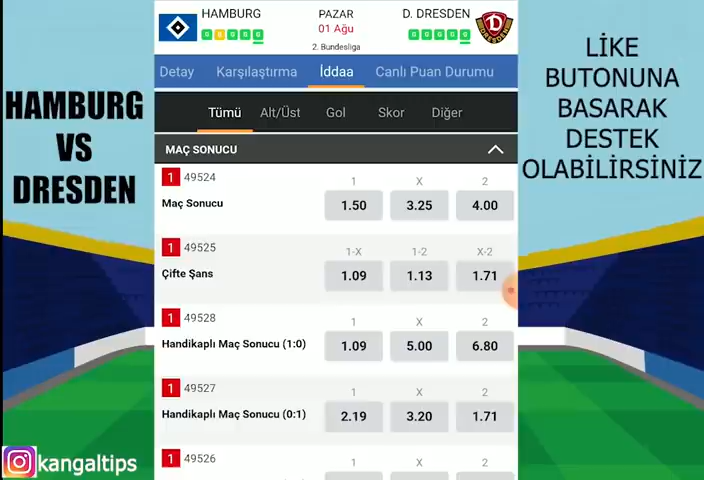 HAMBURG
VS
DRESDEN
HAMBURG
G G G G G
PAZAR
01 Ağu
2. Bundesliga
D. DRESDEN
G G G G G
Detay Karşılaştırma İddaa Canlı Puan Durumu
Tümü Alt/Üst Gol Skor Diğer
MAÇ SONUCU
1 49524
1 X 2
Maç Sonucu 1.50 3.25 4.00
1 49525
1-X 1-2 X-2
Çifte Şans 1.09 1.13 1.71
1 49528
1 X 2
Handikaplı Maç Sonucu (1:0) 1.09 5.00 6.80
1 49527
1 X 2
Handikaplı Maç Sonucu (0:1) 2.19 3.20 1.71
1 49526
1 X 2
LİKE
BUTONUNA
BASARAK
DESTEK
OLABİLİRSİNİZ
kangaltips